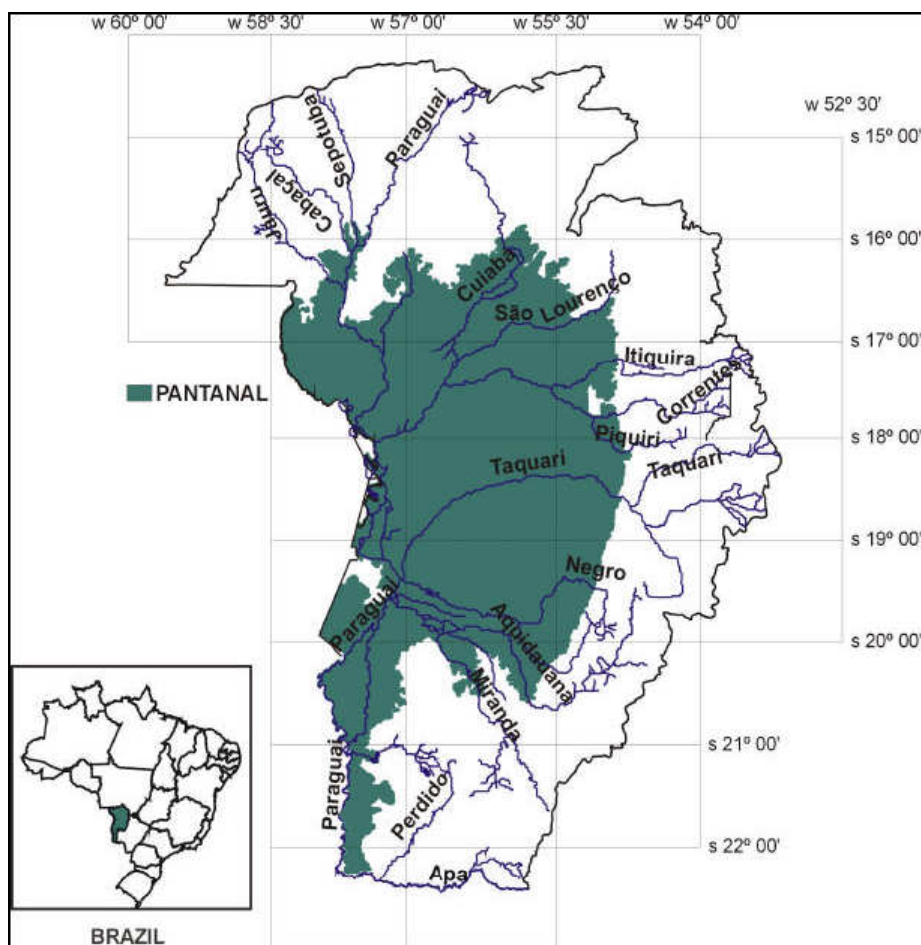 w 60º 00' w 58º 30' w 57º 00' w 55º 30' w 54º 00'
w 52º 30'
s 15º 00'
Sepotuba
Paraguai
Cabaçal
Jauru
s 16º 00'
Cuiabá
São Lourenço
s 17º 00'
Itiquira
Correntes
PANTANAL
Piquiri
s 18º 00'
Taquari
Taquari
s 19º 00'
Negro
Paraguai
Aqpidauana
s 20º 00'
Miranda
s 21º 00'
Paraguai
Perdido
s 22º 00'
Apa
BRAZIL